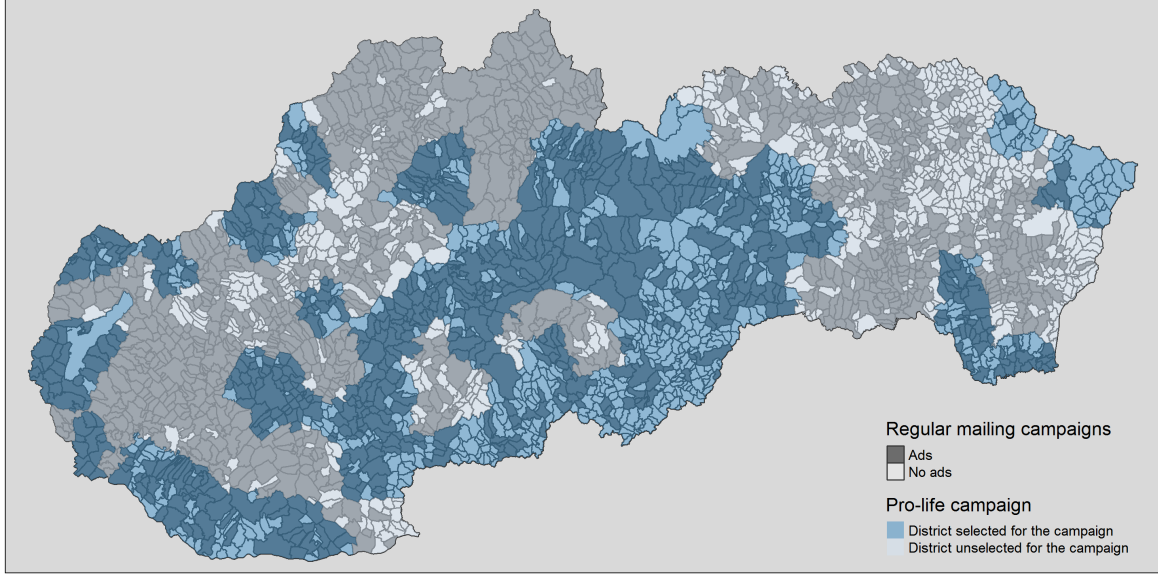 Regular mailing campaigns
Ads
No ads
Pro-life campaign
District selected for the campaign
District unselected for the campaign